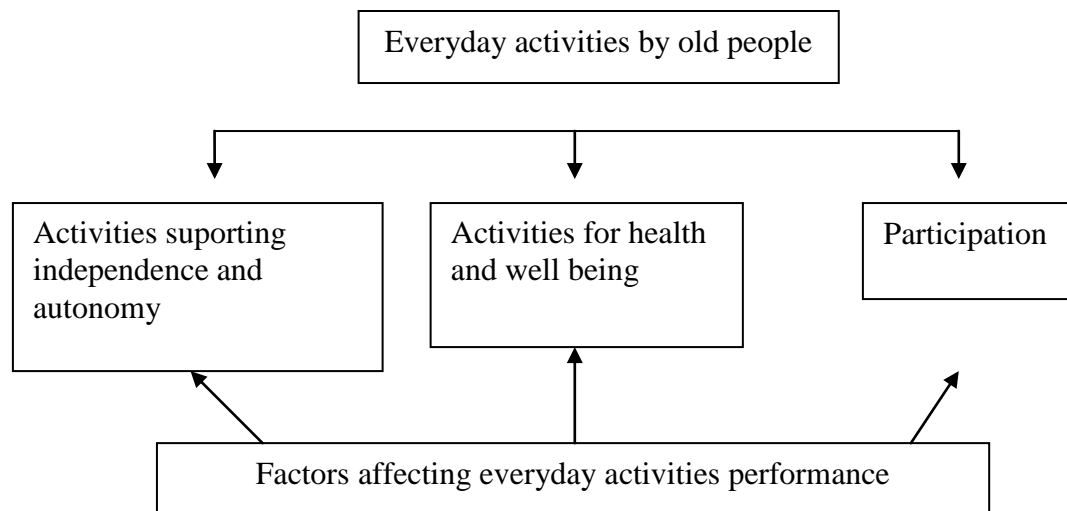 Everyday activities by old people
Activities suporting
independence and
autonomy
Activities for health
and well being
Participation
Factors affecting everyday activities performance